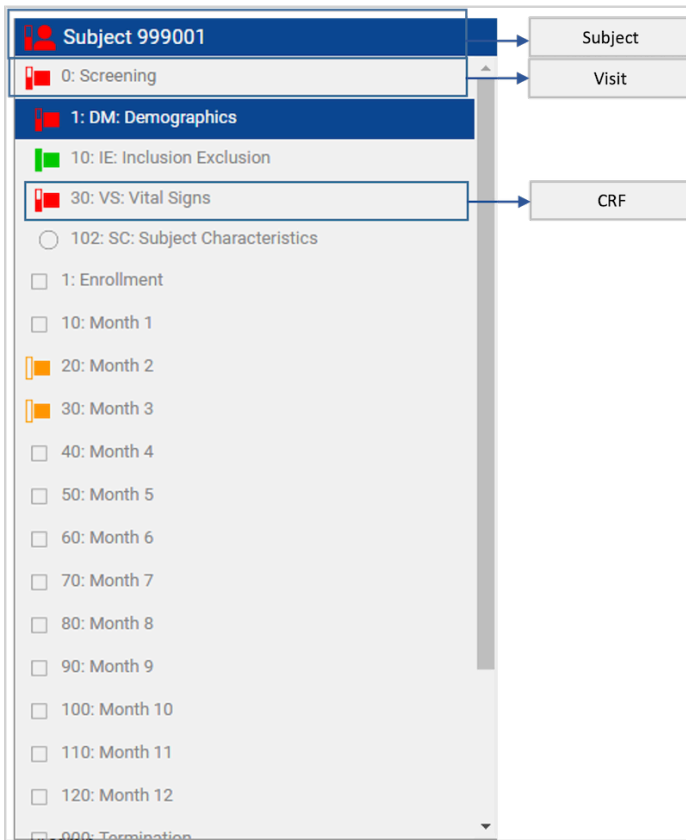 Subject 999001
Subject
0: Screening
Visit
1: DM: Demographics
10: IE: Inclusion Exclusion
30: VS: Vital Signs
CRF
102: SC: Subject Characteristics
1: Enrollment
10: Month 1
20: Month 2
30: Month 3
40: Month 4
50: Month 5
60: Month 6
70: Month 7
80: Month 8
90: Month 9
100: Month 10
110: Month 11
120: Month 12
999: Termination